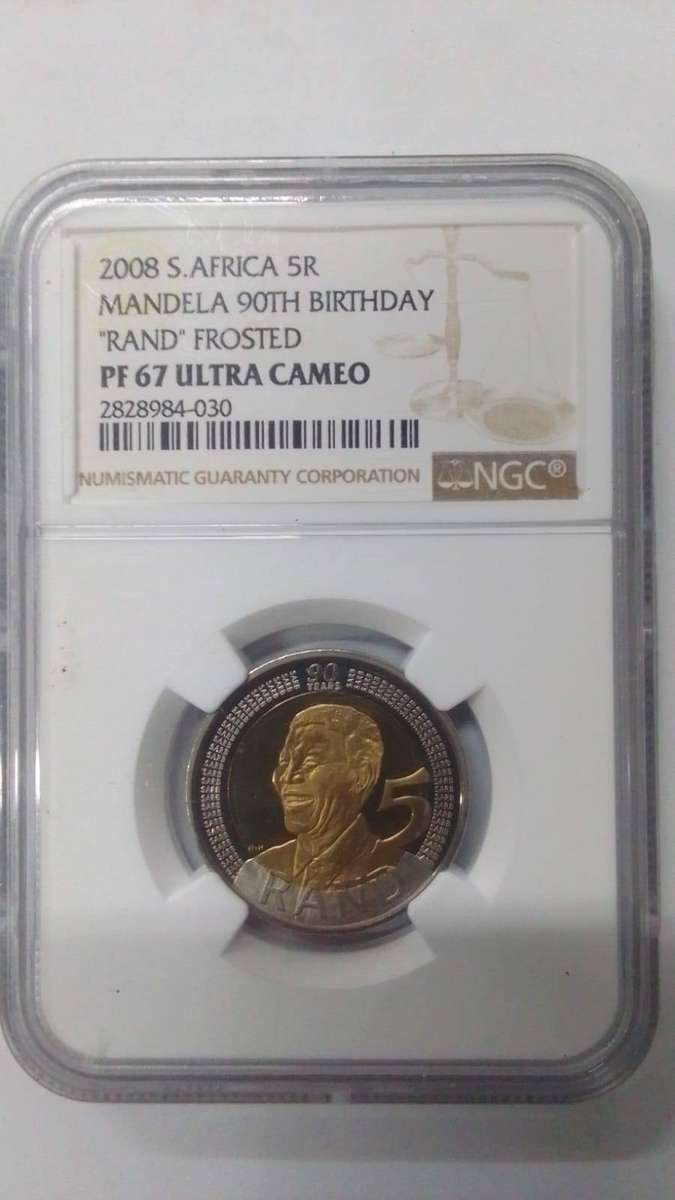 2008 S.AFRICA 5R
MANDELA 90TH BIRTHDAY
"RAND" FROSTED
PF 67 ULTRA CAMEO
2828984-030
NUMISMATIC GUARANTY CORPORATION
NGC®
90
YEARS
5
RAND